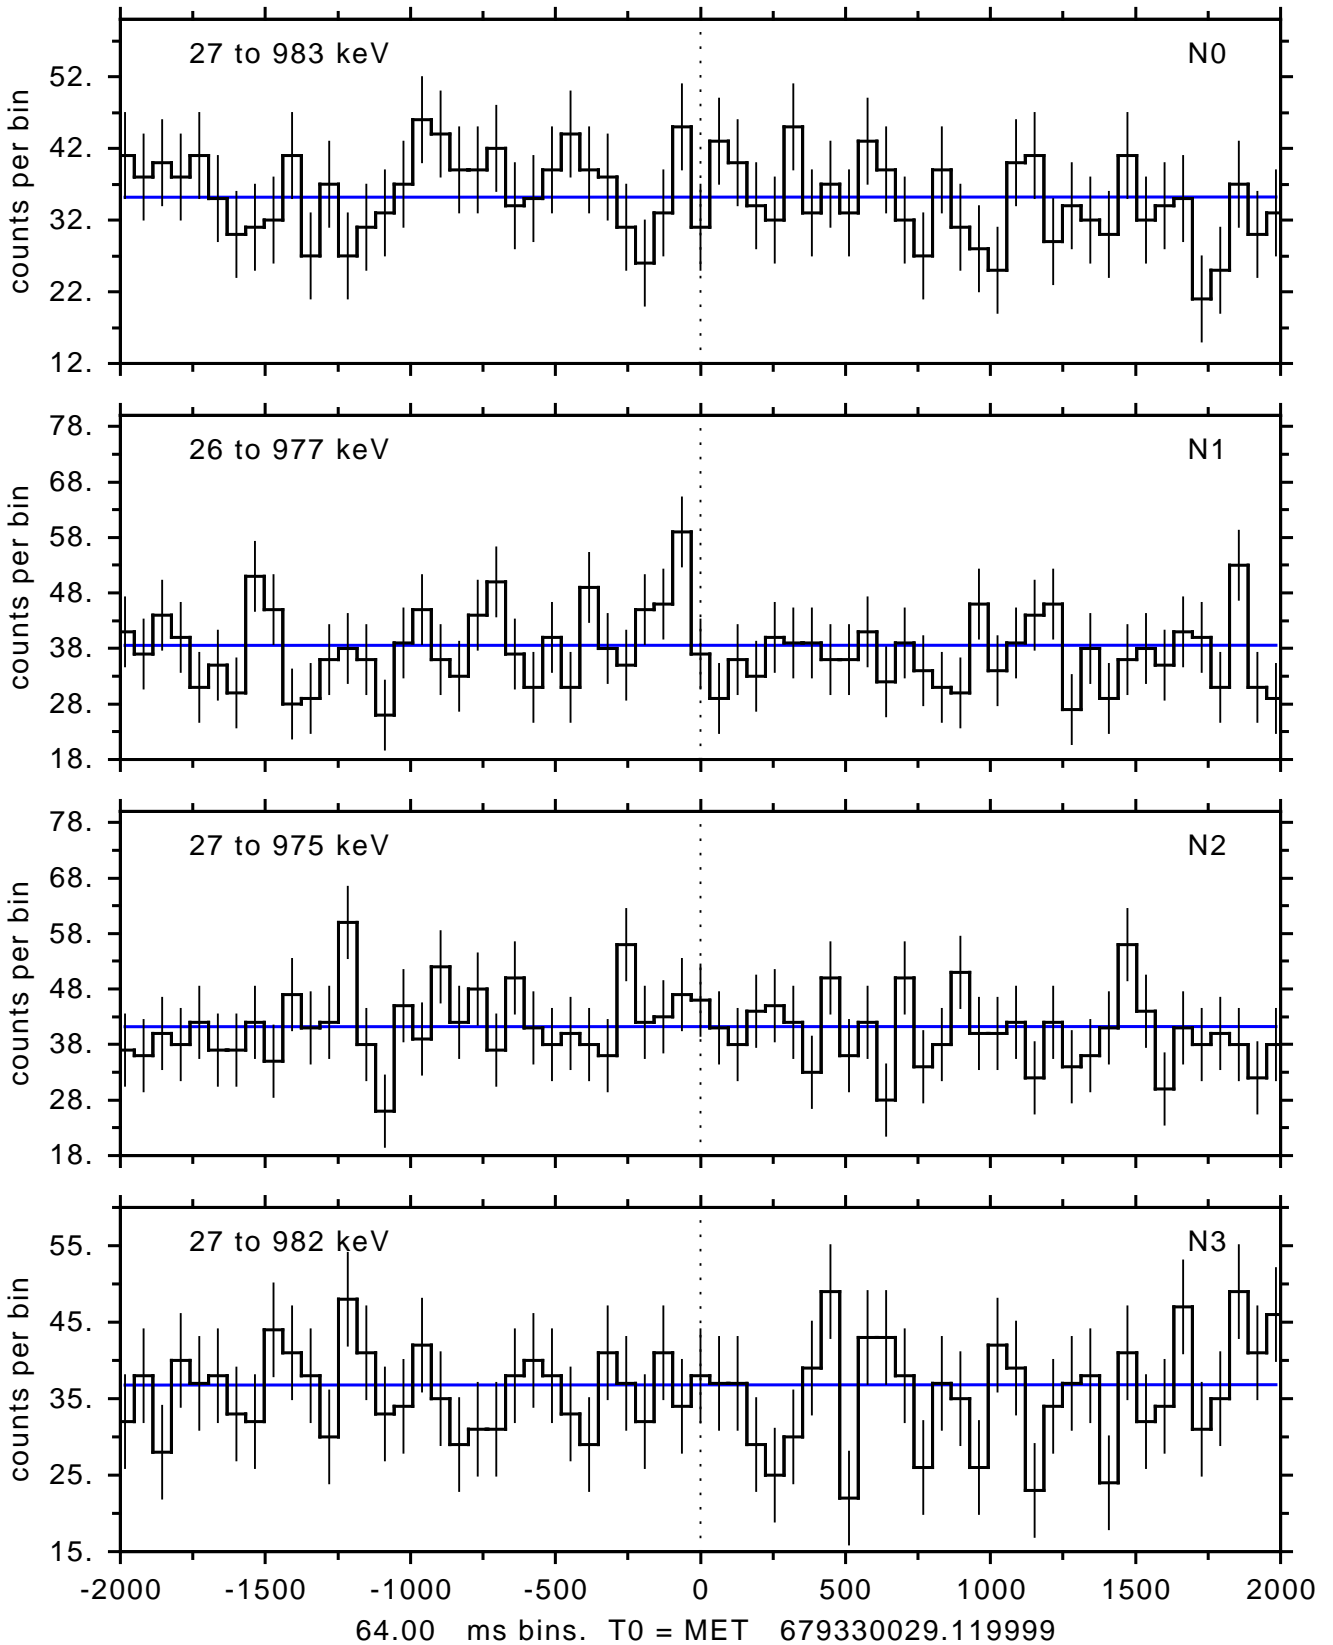 27 to 983 keV N0
52.
42.
32.
22.
12.
counts per bin
26 to 977 keV N1
78.
68.
58.
48.
38.
28.
18.
counts per bin
27 to 975 keV N2
78.
68.
58.
48.
38.
28.
18.
counts per bin
27 to 982 keV N3
55.
45.
35.
25.
15.
counts per bin
-2000 -1500 -1000 -500 0 500 1000 1500 2000
64.00 ms bins. T0 = MET 679330029.119999